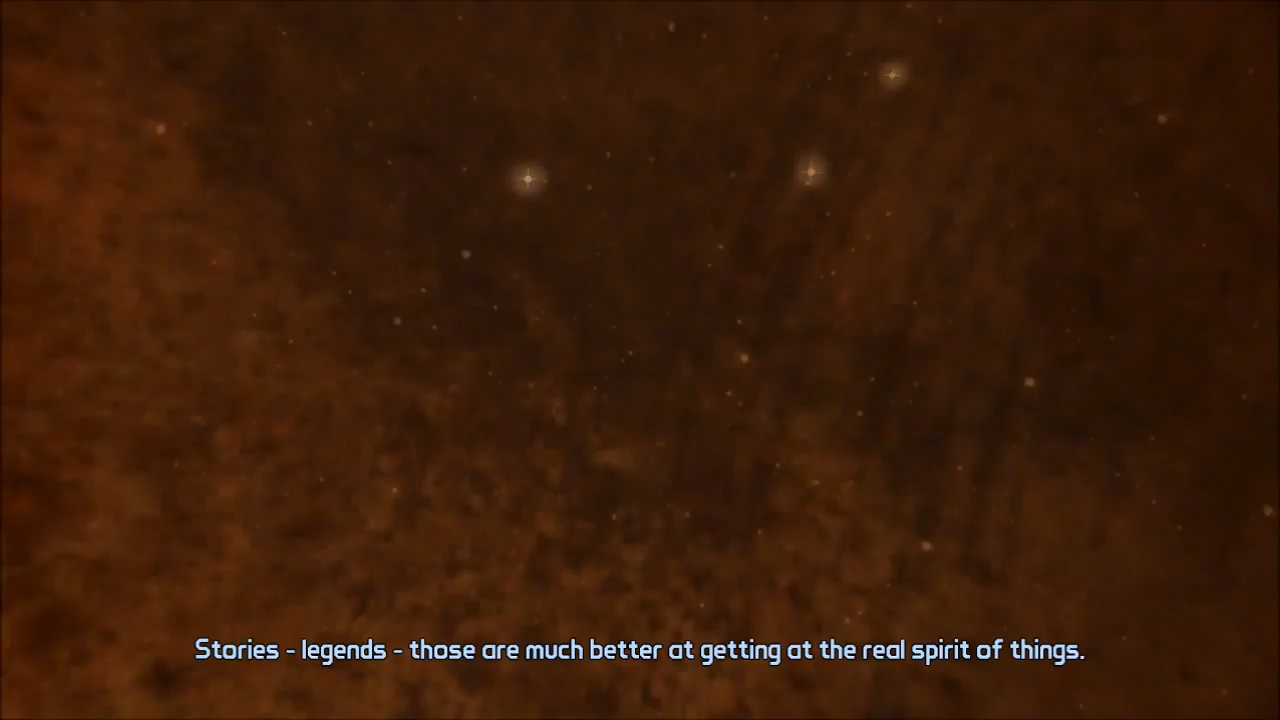 Stories - legends - those are much better at getting at the real spirit of things.